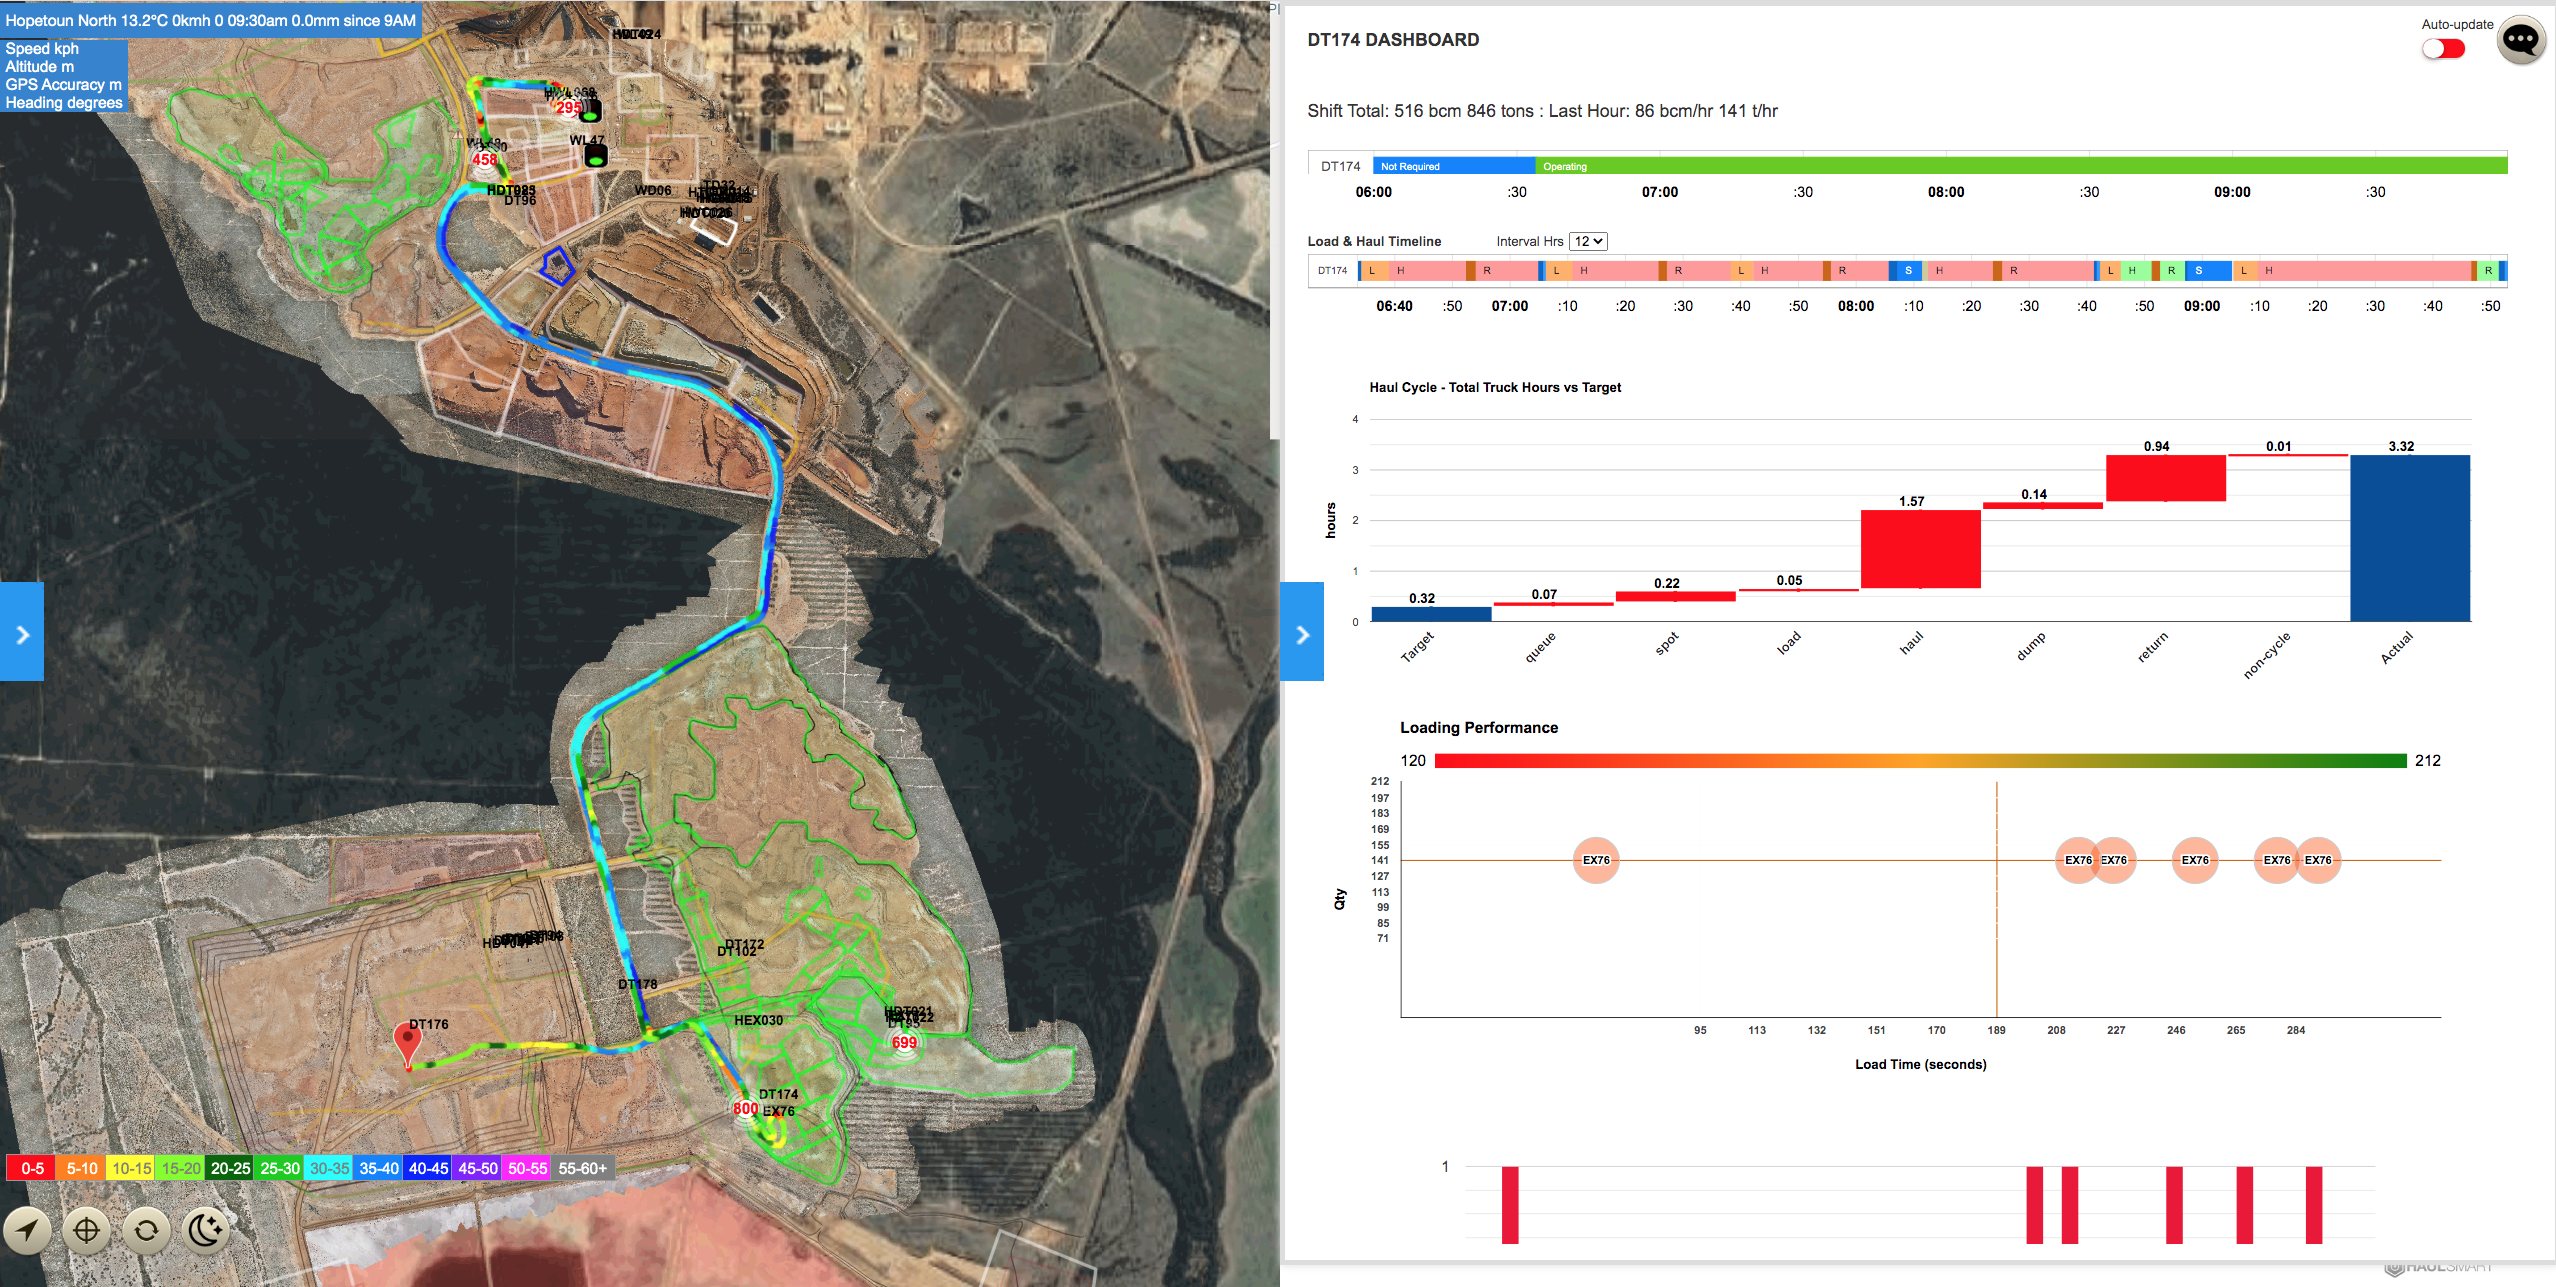 Hopetoun North 13.2°C 0kmh 0 09:30am 0.0mm since 9AM
Speed kph
Altitude m
GPS Accuracy m
Heading degrees
295
WL47
458
DT96
WD06
TD32
DT172
DT102
DT178
DT176
HEX030
DT95
699
DT174
800
EX76
0-5 5-10 10-15 15-20 20-25 25-30 30-35 35-40 40-45 45-50 50-55 55-60+
DT174 DASHBOARD
Auto-update
Shift Total: 516 bcm 846 tons : Last Hour: 86 bcm/hr 141 t/hr
DT174 Not Required Operating
06:00 :30 07:00 :30 08:00 :30 09:00 :30
Load & Haul Timeline Interval Hrs 12
DT174 L H R L H R L H R S H R L H R S L H R
06:40 :50 07:00 :10 :20 :30 :40 :50 08:00 :10 :20 :30 :40 :50 09:00 :10 :20 :30 :40 :50
Haul Cycle - Total Truck Hours vs Target
hours
4
3
2
1
0
0.32 0.07 0.22 0.05 1.57 0.14 0.94 0.01 3.32
Target queue spot load haul dump return non-cycle Actual
Loading Performance
120 212
Qty
212
197
183
169
155
141
127
113
99
85
71
EX76 EX76 EX76 EX76 EX76 EX76
95 113 132 151 170 189 208 227 246 265 284
Load Time (seconds)
1
HAULSMART